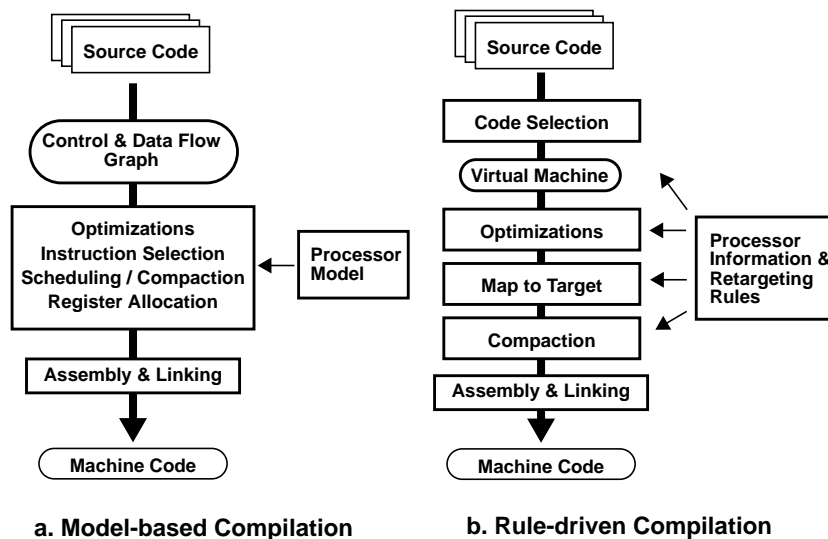 Source Code
Control & Data Flow
Graph
Optimizations
Instruction Selection
Scheduling / Compaction
Register Allocation
Processor
Model
Assembly & Linking
Machine Code
a. Model-based Compilation
Source Code
Code Selection
Virtual Machine
Optimizations
Map to Target
Compaction
Processor
Information &
Retargeting
Rules
Assembly & Linking
Machine Code
b. Rule-driven Compilation